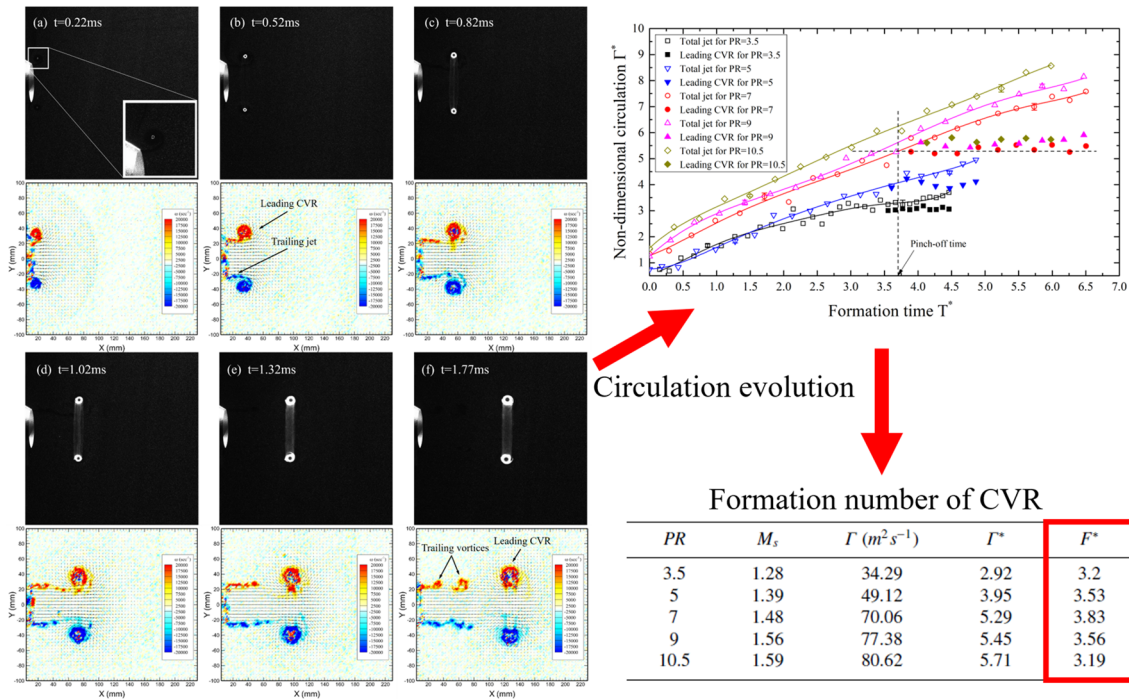 (a) t=0.22ms
(b) t=0.52ms
(c) t=0.82ms
Leading CVR
Trailing jet
Y (mm)
X (mm)
X (mm)
X (mm)
(d) t=1.02ms
(e) t=1.32ms
(f) t=1.77ms
Trailing vortices
Leading CVR
Y (mm)
X (mm)
X (mm)
X (mm)
Non-dimensional circulation Γ*
10
9
8
7
6
5
4
3
2
1
Total jet for PR=3.5
Leading CVR for PR=3.5
Total jet for PR=5
Leading CVR for PR=5
Total jet for PR=7
Leading CVR for PR=7
Total jet for PR=9
Leading CVR for PR=9
Total jet for PR=10.5
Leading CVR for PR=10.5
Pinch-off time
0.0 0.5 1.0 1.5 2.0 2.5 3.0 3.5 4.0 4.5 5.0 5.5 6.0 6.5 7.0
Formation time T*
Circulation evolution
Formation number of CVR
PR Ms Γ (m²s⁻¹) Γ* F*
3.5 1.28 34.29 2.92 3.2
5 1.39 49.12 3.95 3.53
7 1.48 70.06 5.29 3.83
9 1.56 77.38 5.45 3.56
10.5 1.59 80.62 5.71 3.19